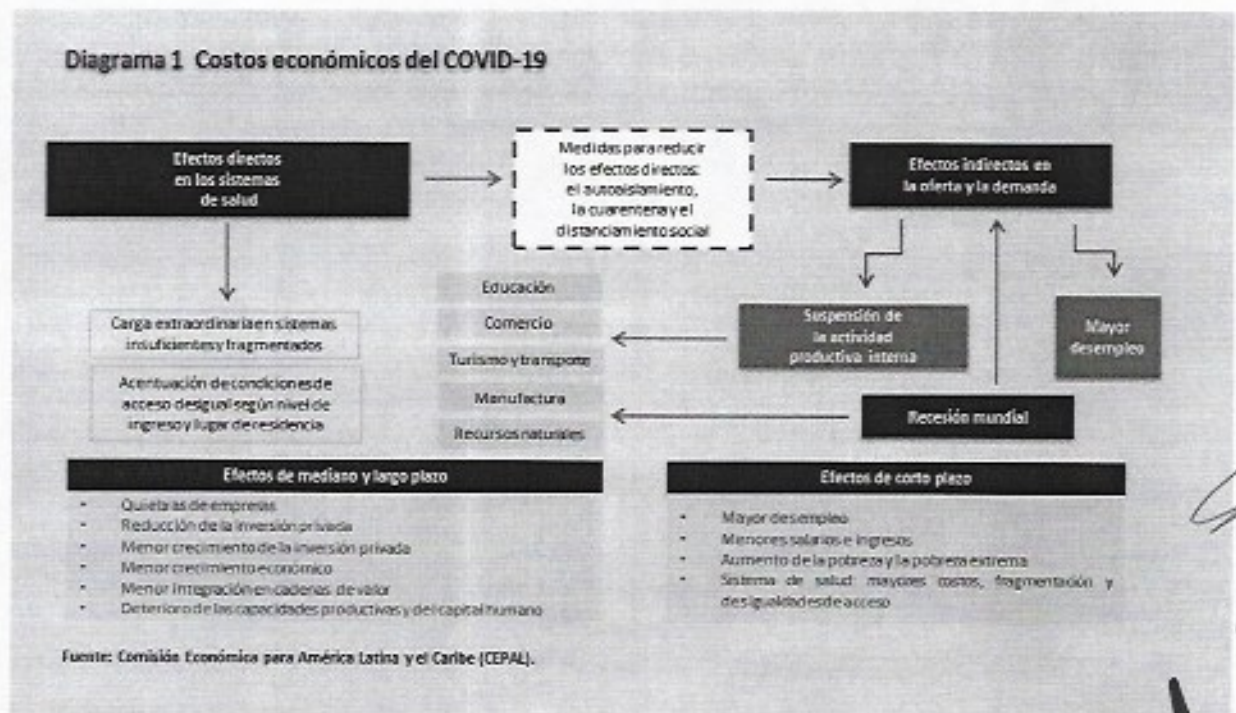 Diagrama 1 Costos económicos del COVID-19
Efectos directos
en los sistemas
de salud
Medidas para reducir
los efectos directos:
el autoaislamiento,
la cuarentena y el
distanciamiento social
Efectos indirectos en
la oferta y la demanda
Carga extraordinaria en sistemas
insuficientes y fragmentados
Acentuación de condiciones de
acceso desigual según nivel de
ingreso y lugar de residencia
Educación
Comercio
Turismo y transporte
Manufactura
Recursos naturales
Suspensión de
la actividad
productiva interna
Mayor
desempleo
Recesión mundial
Efectos de mediano y largo plazo
• Quiebras de empresas
• Reducción de la inversión privada
• Menor crecimiento de la inversión privada
• Menor crecimiento económico
• Menor integración en cadenas de valor
• Deterioro de las capacidades productivas y del capital humano
Efectos de corto plazo
• Mayor desempleo
• Menores salarios e ingresos
• Aumento de la pobreza y la pobreza extrema
• Sistema de salud: mayores costos, fragmentación y
desigualdades de acceso
Fuente: Comisión Económica para América Latina y el Caribe (CEPAL).